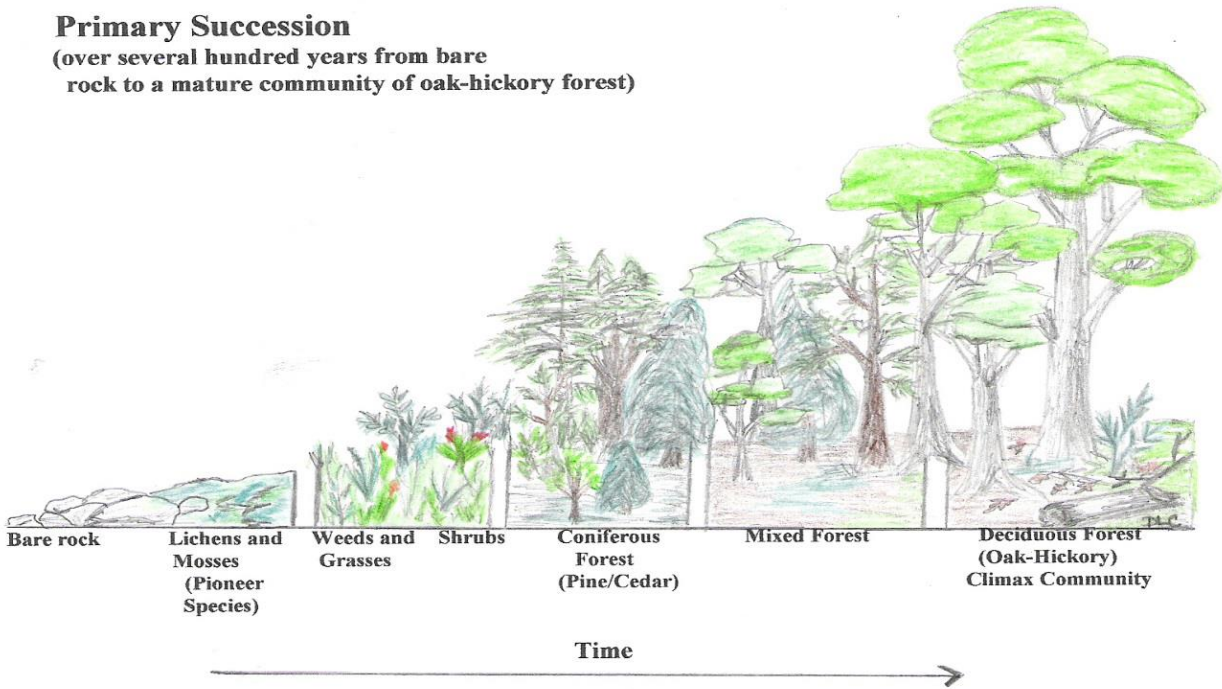 Primary Succession
(over several hundred years from bare
rock to a mature community of oak-hickory forest)
Bare rock
Lichens and
Mosses
(Pioneer
Species)
Weeds and
Grasses
Shrubs
Coniferous
Forest
(Pine/Cedar)
Mixed Forest
Deciduous Forest
(Oak-Hickory)
Climax Community
Time